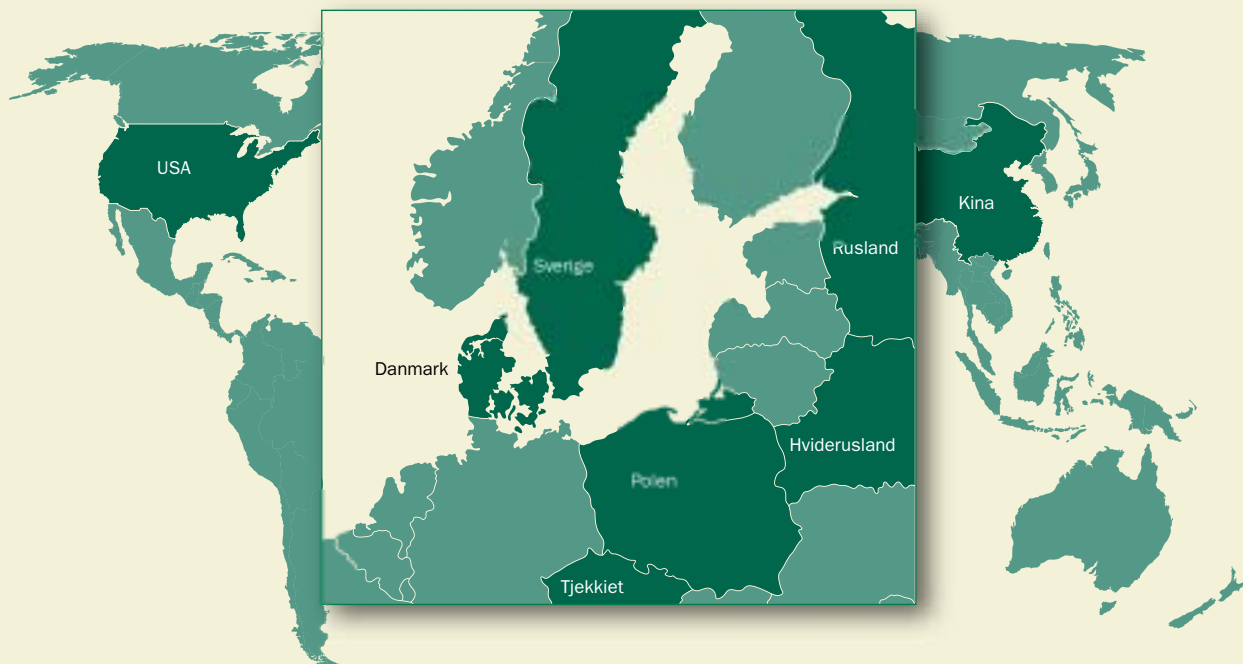 USA
Kina
Rusland
Sverige
Danmark
Hviderusland
Polen
Tjekkiet